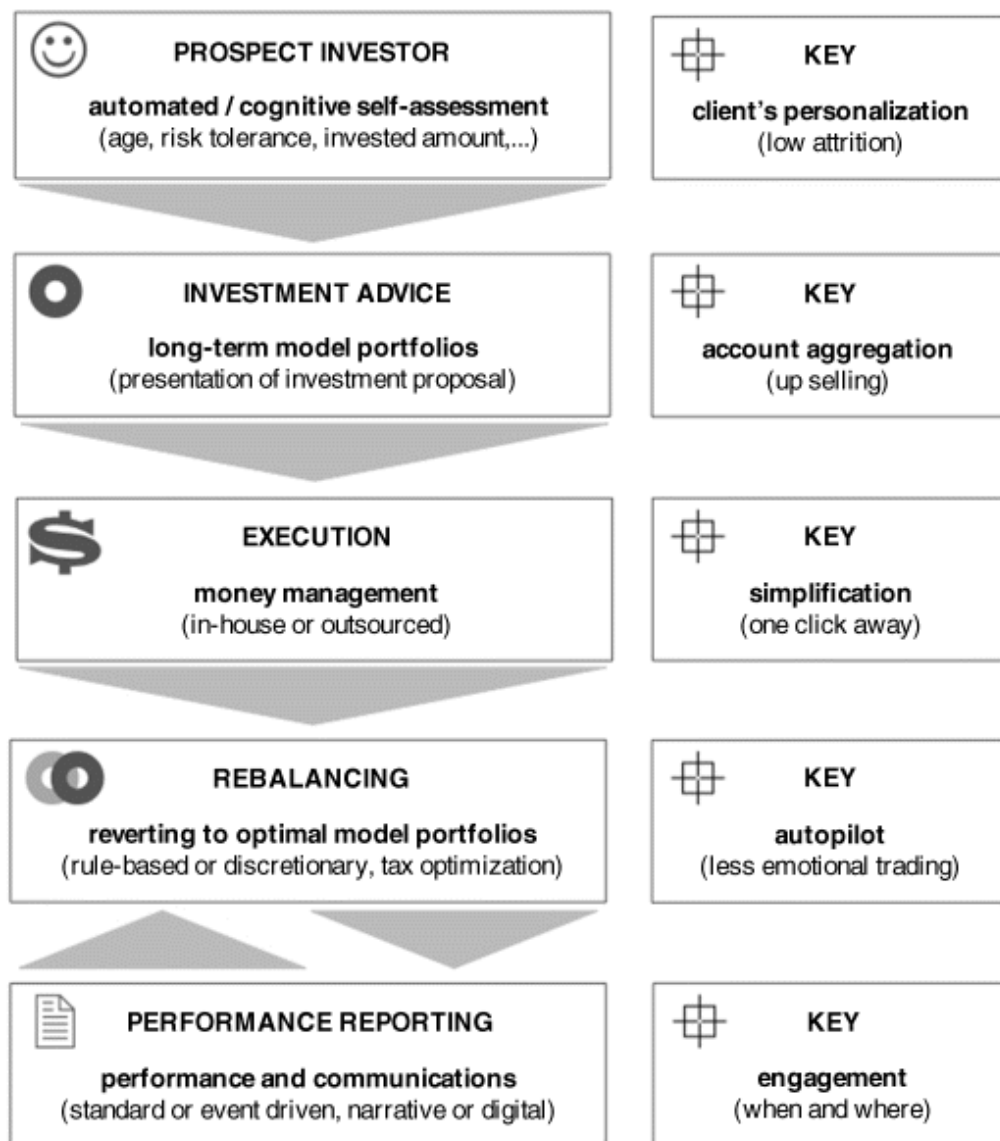 PROSPECT INVESTOR
automated / cognitive self-assessment
(age, risk tolerance, invested amount,...)
KEY
client's personalization
(low attrition)
INVESTMENT ADVICE
long-term model portfolios
(presentation of investment proposal)
KEY
account aggregation
(up selling)
EXECUTION
money management
(in-house or outsourced)
KEY
simplification
(one click away)
REBALANCING
reverting to optimal model portfolios
(rule-based or discretionary, tax optimization)
KEY
autopilot
(less emotional trading)
PERFORMANCE REPORTING
performance and communications
(standard or event driven, narrative or digital)
KEY
engagement
(when and where)